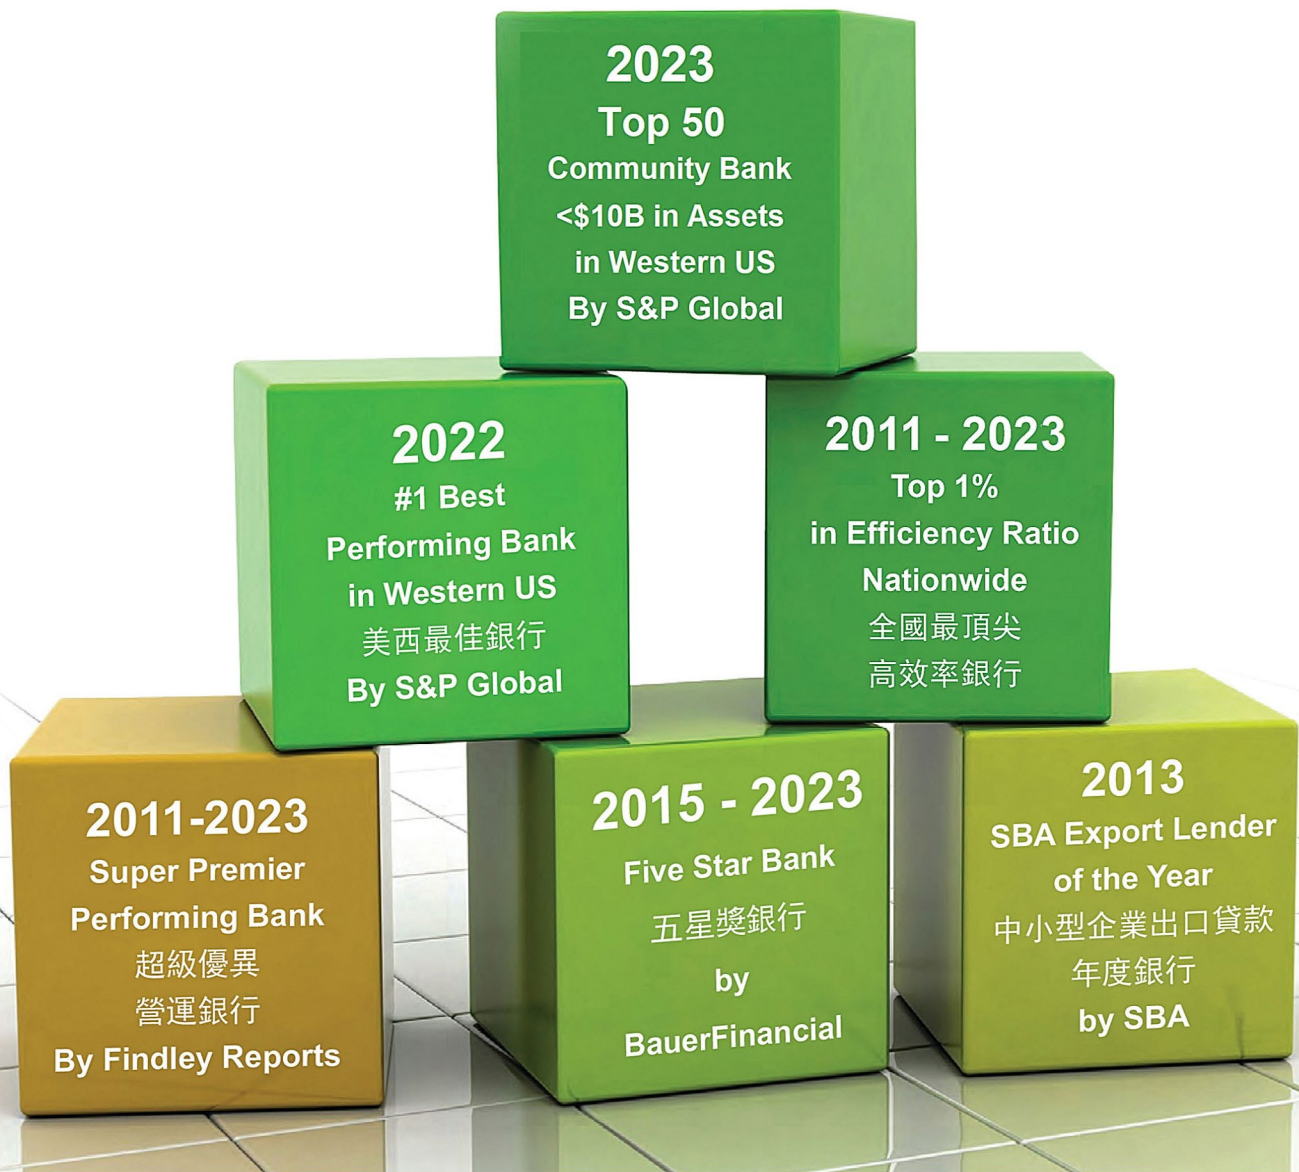 2023
Top 50
Community Bank
<$10B in Assets
in Western US
By S&P Global
2022
#1 Best
Performing Bank
in Western US
美西最佳銀行
By S&P Global
2011 - 2023
Top 1%
in Efficiency Ratio
Nationwide
全國最頂尖
高效率銀行
2011-2023
Super Premier
Performing Bank
超級優異
營運銀行
By Findley Reports
2015 - 2023
Five Star Bank
五星獎銀行
by
BauerFinancial
2013
SBA Export Lender
of the Year
中小型企業出口貸款
年度銀行
by SBA